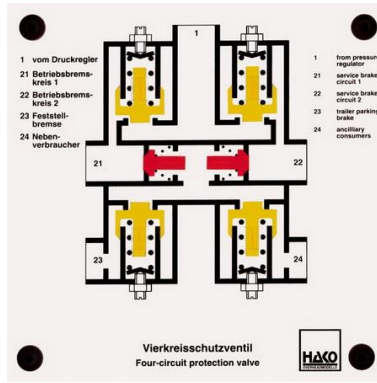 1 vom Druckregler
21 Betriebsbrems-
kreis 1
22 Betriebsbrems-
kreis 2
23 Feststell-
bremse
24 Neben-
verbraucher
1
21
22
23
24
1 from pressure
regulator
21 service brake
circuit 1
22 service brake
circuit 2
23 trailer parking
brake
24 ancilliary
consumers
Vierkreisschutzventil
Four-circuit protection valve
HAKO